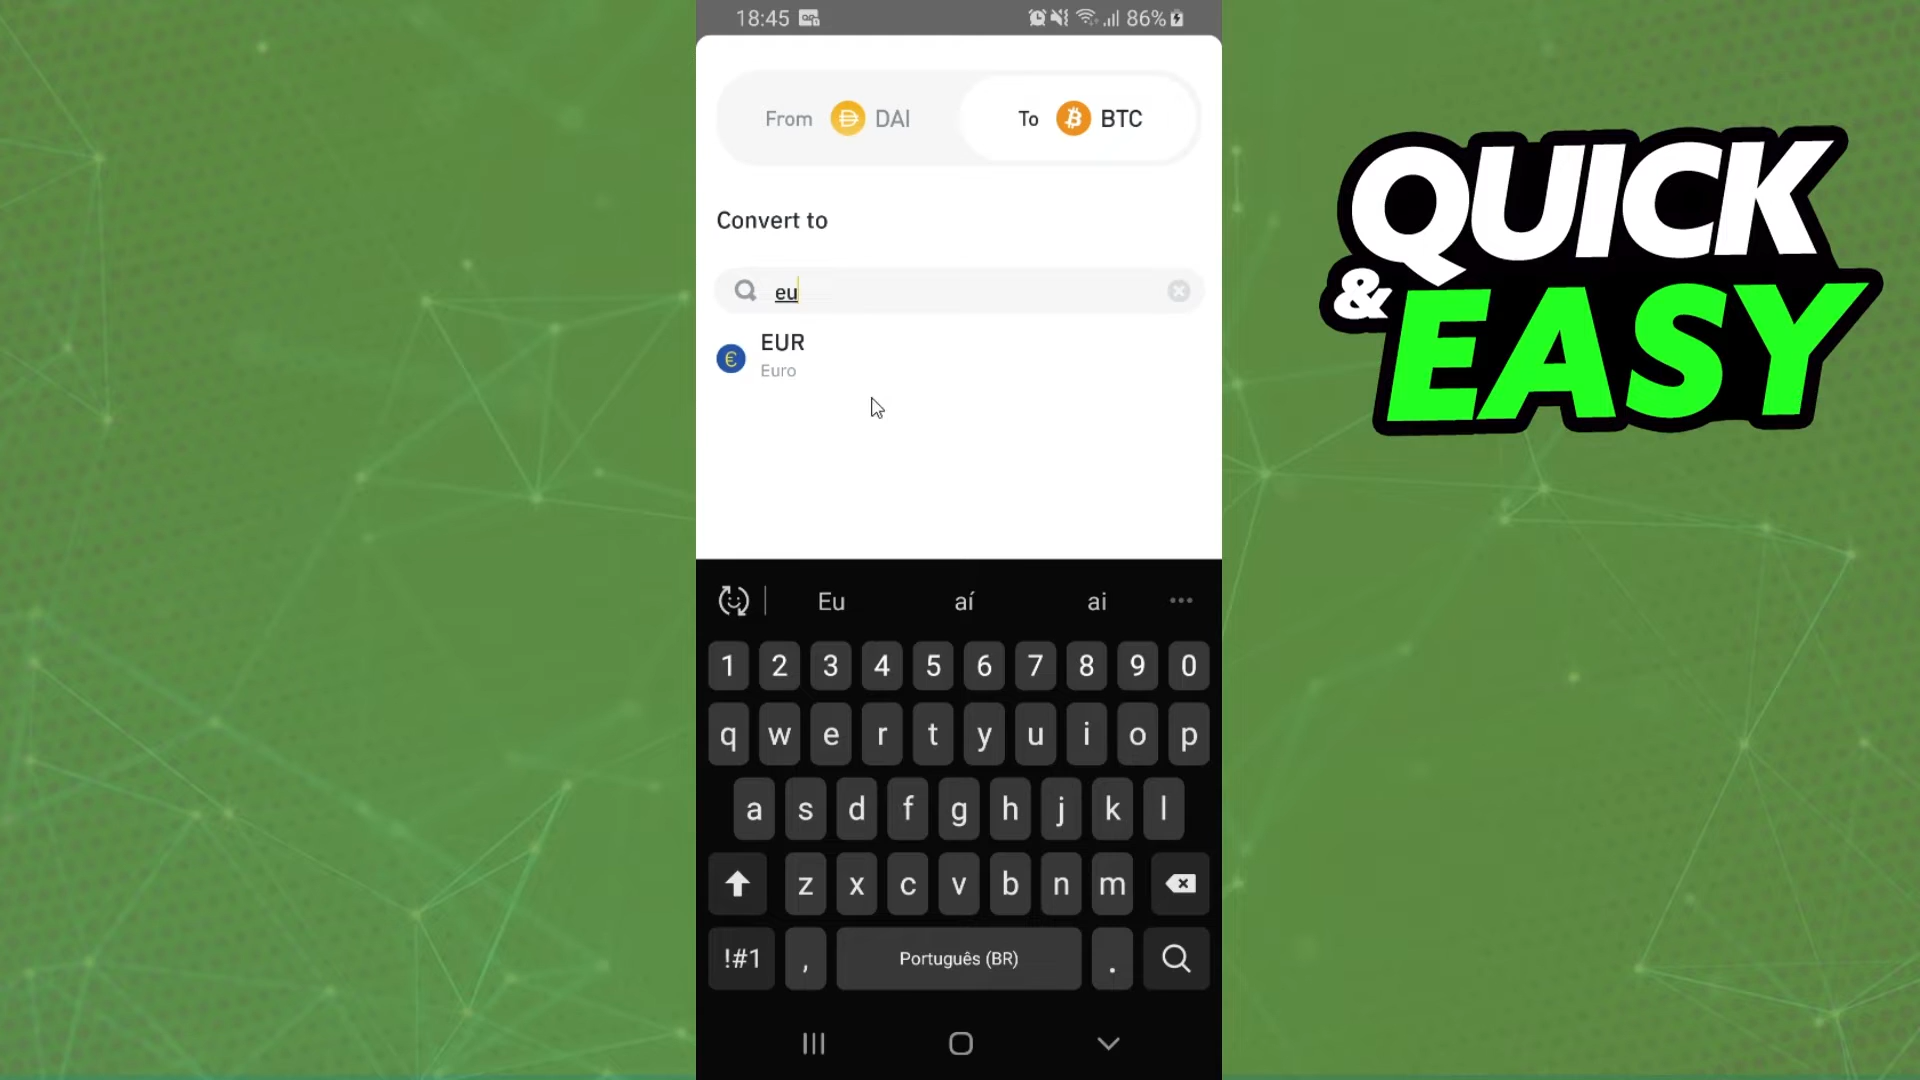 18:45 86%
From DAI To BTC
Convert to
eu
EUR
€
Euro
Eu aí ai ...
1 2 3 4 5 6 7 8 9 0
q w e r t y u i o p
a s d f g h j k l
z x c v b n m
!#1 , Português (BR) .
QUICK
& EASY